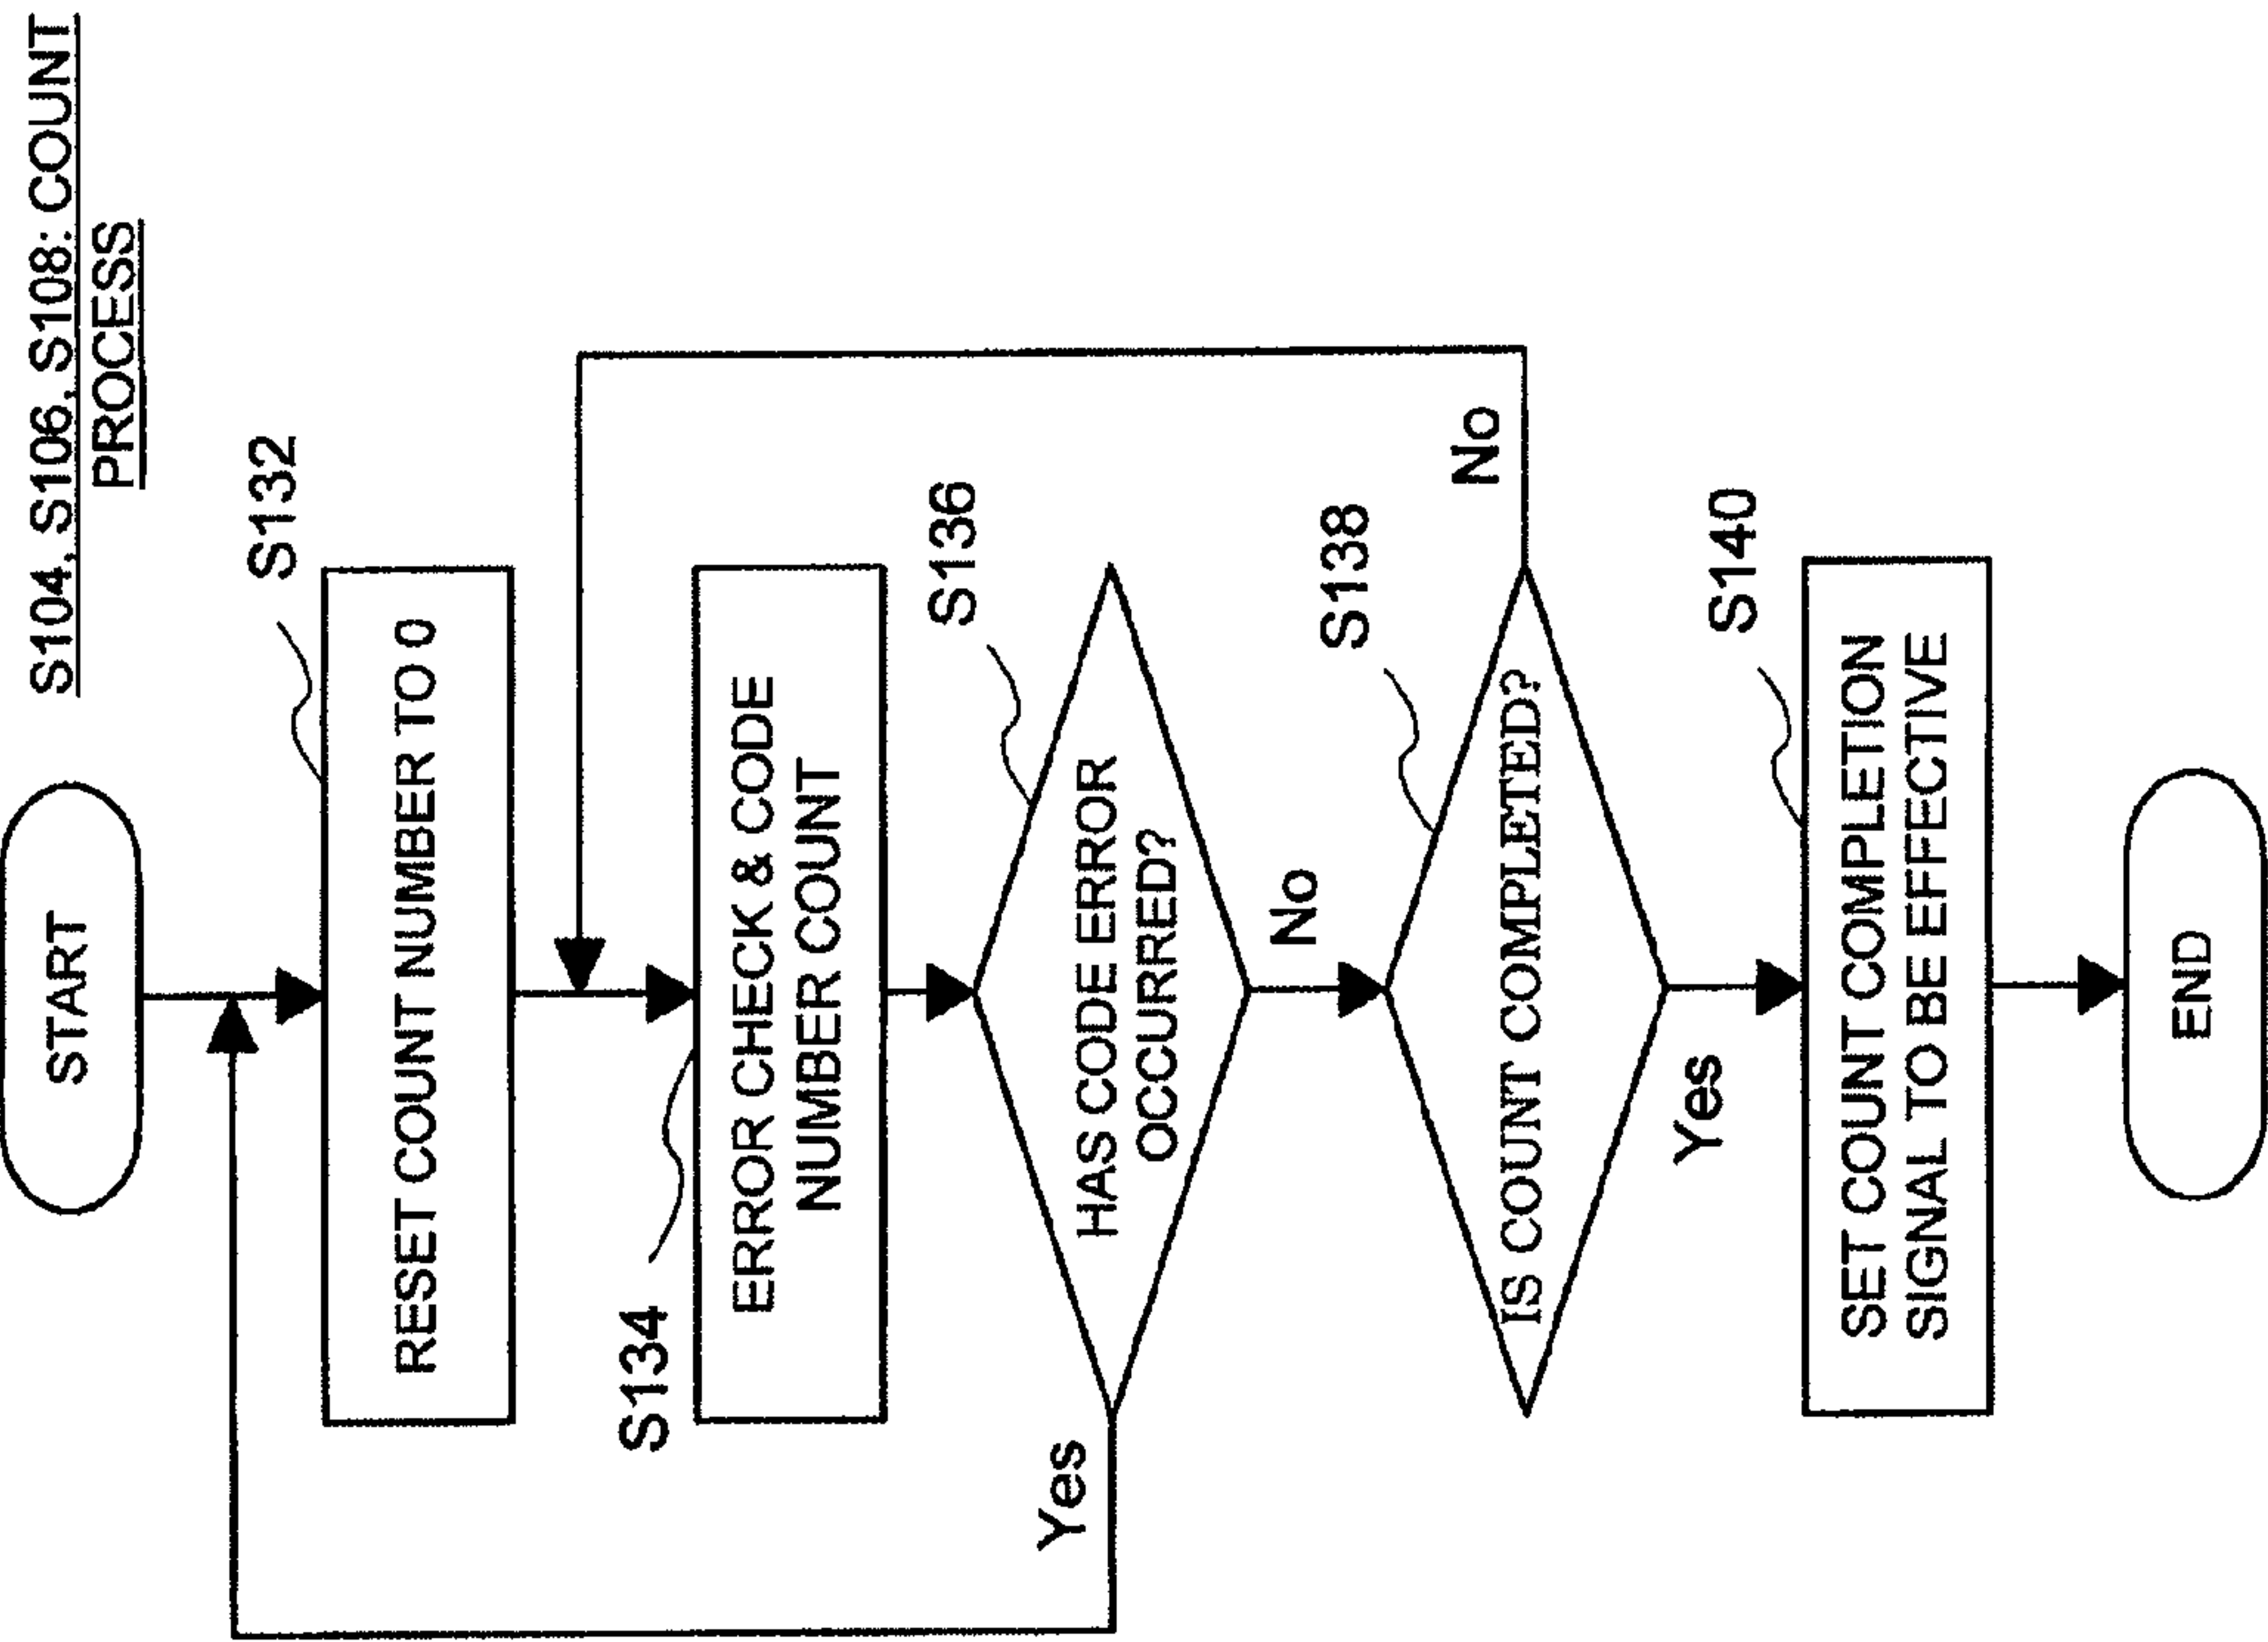 S104, S106, S108: COUNT
PROCESS
START
S132
RESET COUNT NUMBER TO 0
S134
ERROR CHECK & CODE
NUMBER COUNT
S136
HAS CODE ERROR
OCCURRED?
Yes
No
S138
IS COUNT COMPLETED?
No
Yes
S140
SET COUNT COMPLETION
SIGNAL TO BE EFFECTIVE
END